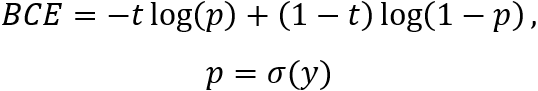 BCE = −t log(p) + (1 − t) log(1 − p) ,
p = σ(y)